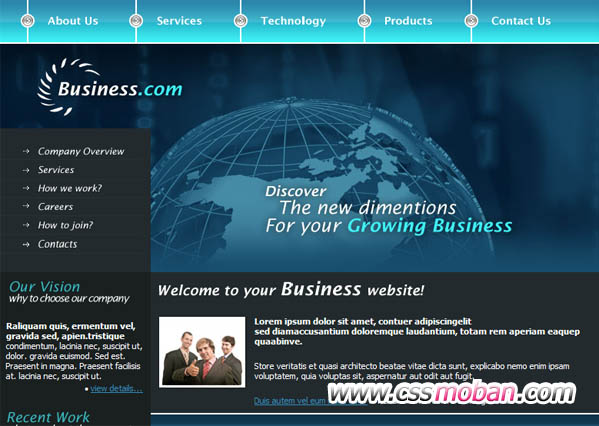 About Us
Services
Technology
Products
Contact Us
Business.com
Company Overview
Services
How we work?
Careers
How to join?
Contacts
Discover
The new dimentions
For your Growing Business
Our Vision
why to choose our company
Raliquam quis, ermentum vel,
gravida sed, apien.tristique
condimentum, lacinia nec, suscipit ut,
dolor. gravida euismod. Sed est.
Praesent in magna. Praesent facilisis
at. lacinia nec, suscipit ut.
view details...
Recent Work
Welcome to your Business website!
Lorem ipsum dolor sit amet, contuer adipiscingelit
sed diamaccusantium doloremque laudantium, totam rem aperiam eaquep
quaabinve.
Store veritatis et quasi architecto beatae vitae dicta sunt, explicabo nemo enim ipsam
voluptatem, quia voluptas sit, aspernatur aut odit aut fugit.
Duis autem vel eum
www.cssmoban.com